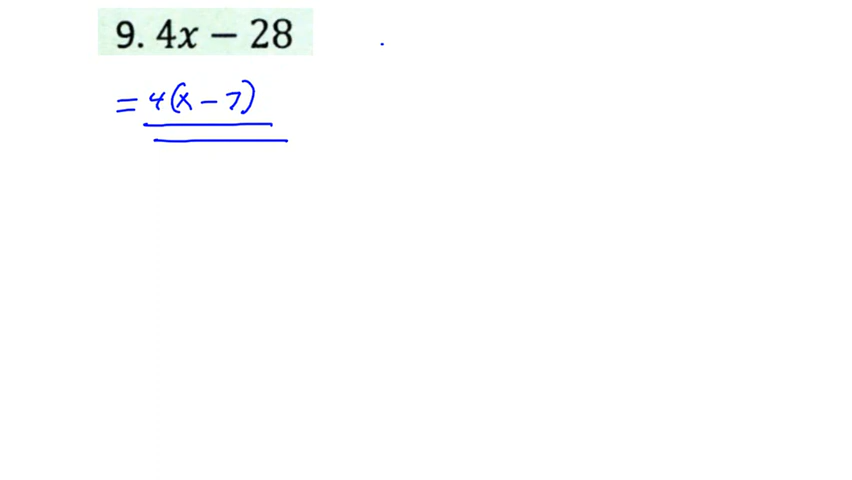 9. 4x − 28
= 4(x − 7)